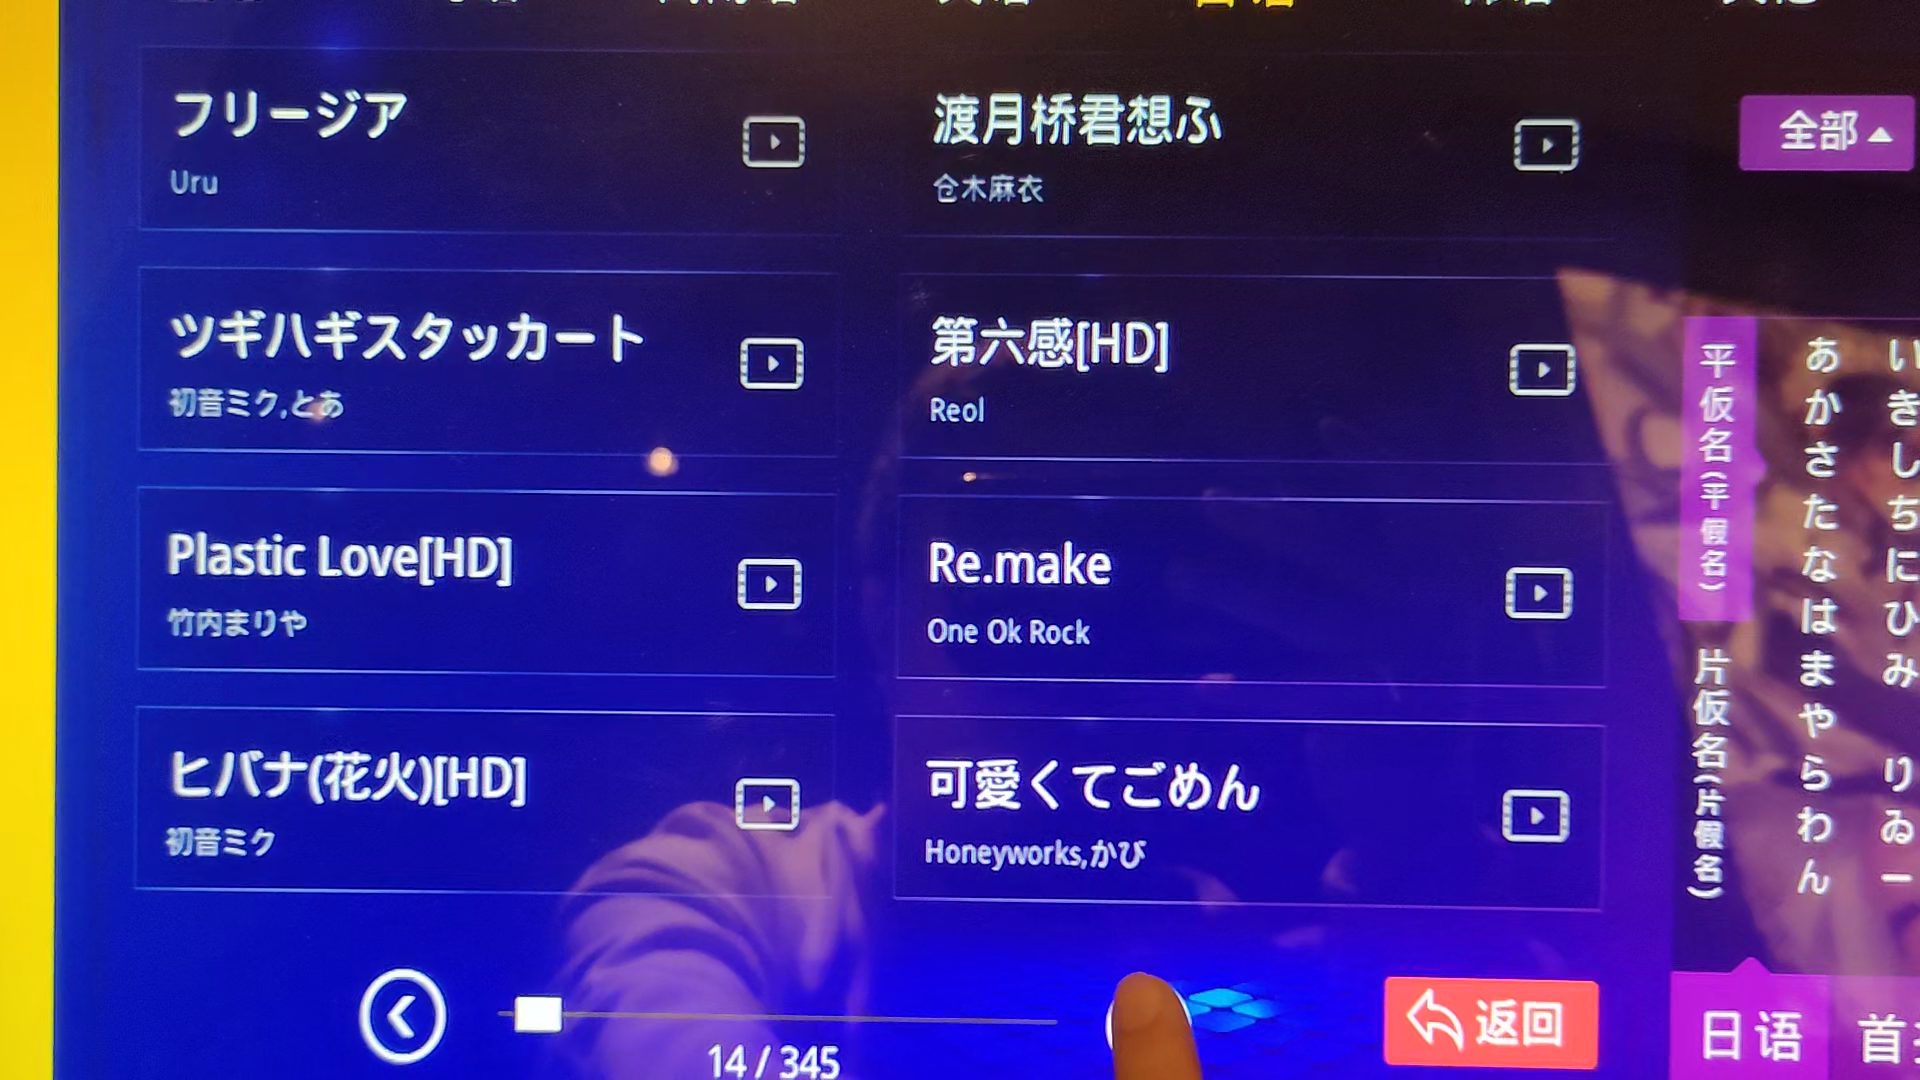 日语
フリージア
Uru
渡月桥君想ふ
仓木麻衣
ツギハギスタッカート
初音ミク,とあ
第六感[HD]
Reol
Plastic Love[HD]
竹内まりや
Re.make
One Ok Rock
ヒバナ(花火)[HD]
初音ミク
可愛くてごめん
Honeyworks,かび
14 / 345
返回
全部
平仮名(平假名)
片仮名(片假名)
あ い
か き
さ し
た ち
な に
は ひ
ま み
や
ら り
わ ゐ
ん ー
日语
首